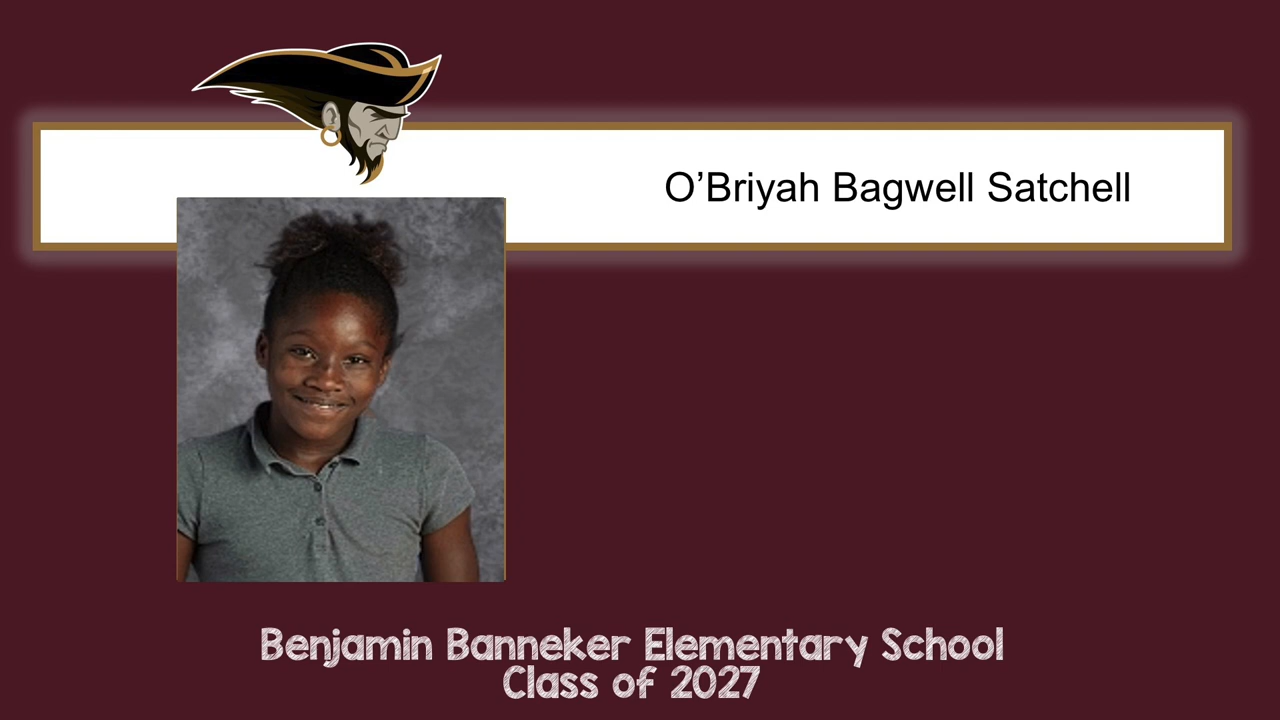 O’Briyah Bagwell Satchell
Benjamin Banneker Elementary School
Class of 2027